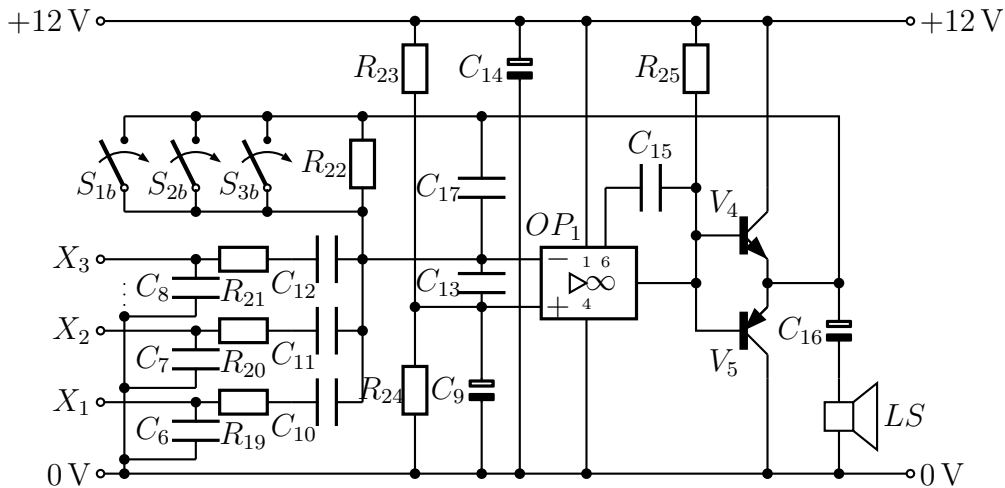 +12 V
+12 V
R23
C14
R25
C15
S1b
S2b
S3b
R22
C17
V4
OP1
X3
− 1 6
C8
R21
C12
C13
▷∞
+ 4
X2
C16
C7
R20
C11
V5
R24
C9
X1
LS
C6
R19
C10
0 V
0 V